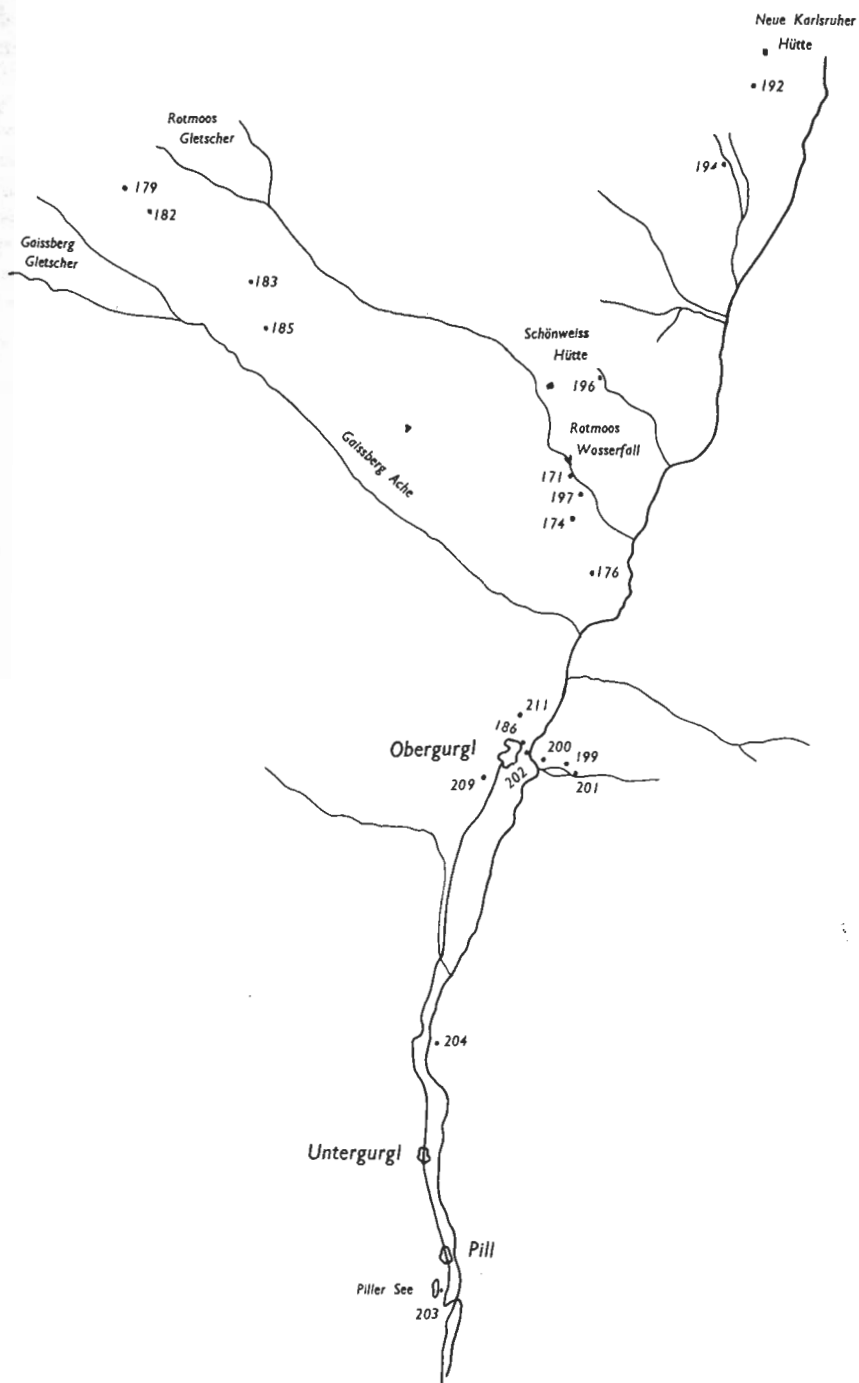 Neue Karlsruher
Hütte
192
Rotmoos
Gletscher
194
179
182
Gaissberg
Gletscher
183
185
Schönweiss
Hütte
196
Rotmoos
Wasserfall
Gaissberg Ache
171
197
174
176
211
186
Obergurgl
200
199
202
209
201
204
Untergurgl
Pill
Piller See
203